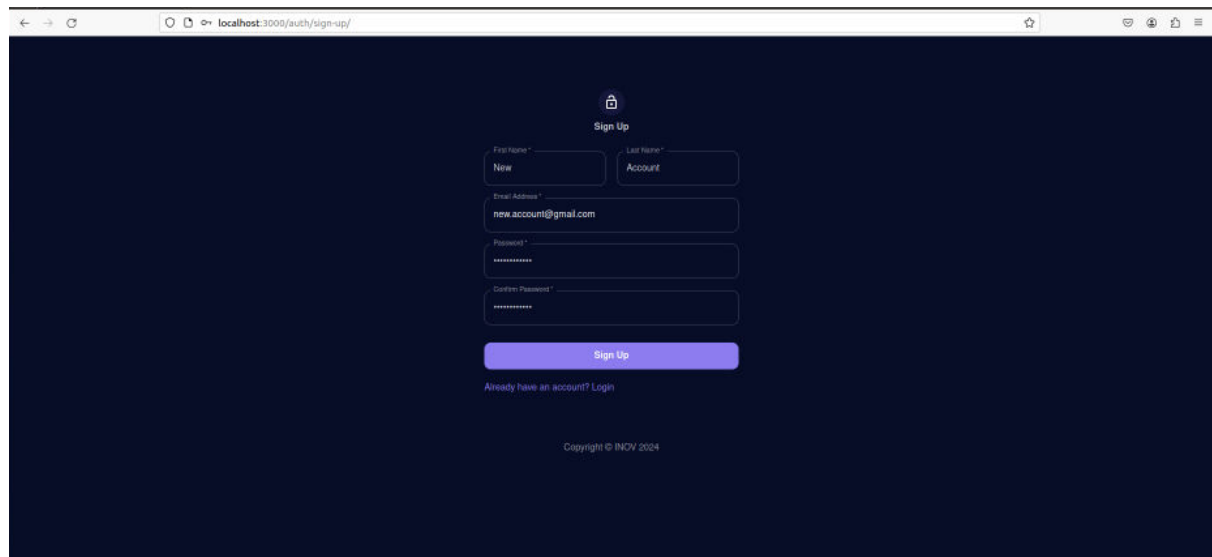 localhost:3000/auth/sign-up/
Sign Up
First Name * Last Name *
New Account
Email Address *
new.account@gmail.com
Password *
••••••••••••
Confirm Password *
••••••••••••
Sign Up
Already have an account? Login
Copyright © INOV 2024